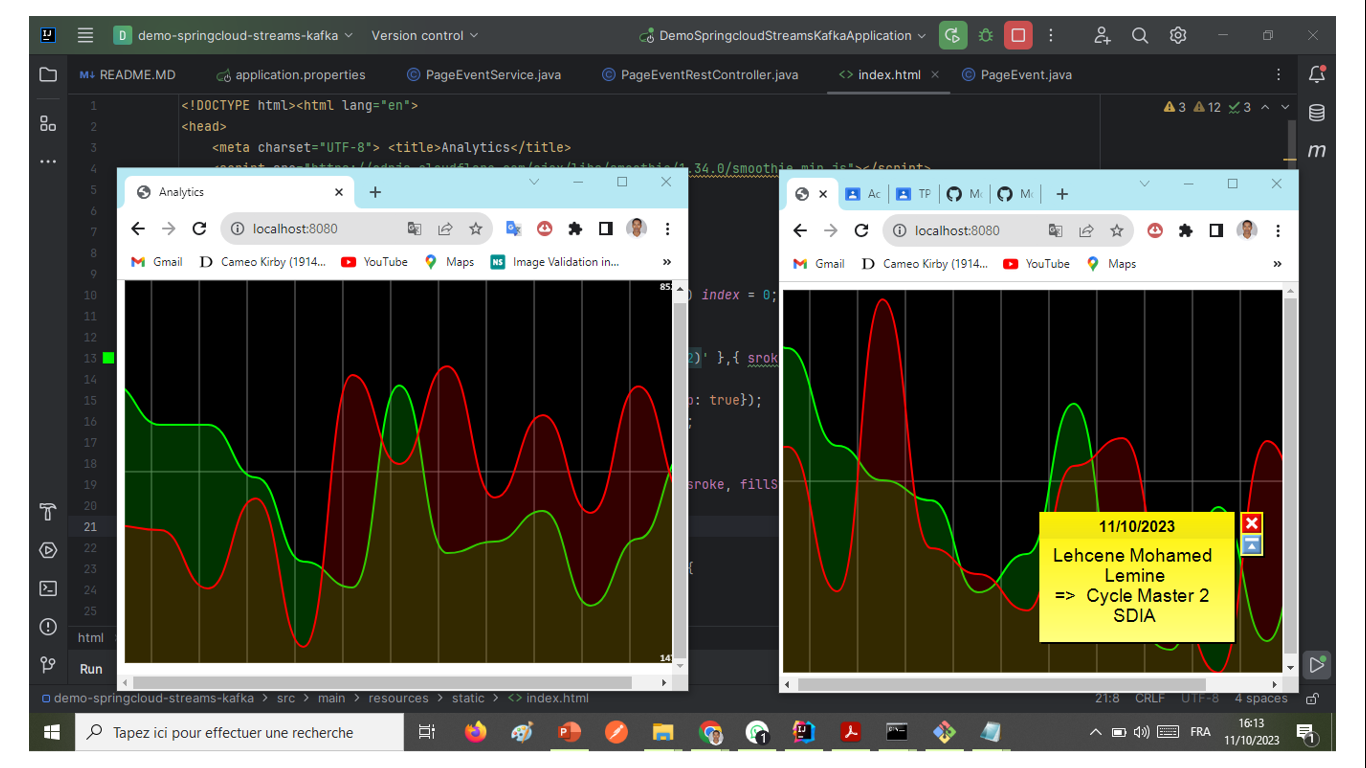 demo-springcloud-streams-kafka
Version control
DemoSpringcloudStreamsKafkaApplication
README.MD
application.properties
PageEventService.java
PageEventRestController.java
index.html
PageEvent.java
1 <!DOCTYPE html><html lang="en">
3 12 3
2 <head>
3 <meta charset="UTF-8"> <title>Analytics</title>
4
5
6
7
8
9
10 ) index = 0;
11
12
13 2)' },{ srok
14
15 : true});
16 ;
17
18
19 sroke, fillS
20
21
22
23 {
24
25
Analytics
localhost:8080
Gmail
Cameo Kirby (1914...
YouTube
Maps
Image Validation in...
»
Ac
TP
localhost:8080
Gmail
Cameo Kirby (1914...
YouTube
Maps
»
11/10/2023
Lehcene Mohamed
Lemine
=> Cycle Master 2
SDIA
html
Run
demo-springcloud-streams-kafka > src > main > resources > static > index.html
21:8 CRLF UTF-8 4 spaces
Tapez ici pour effectuer une recherche
FRA
16:13
11/10/2023